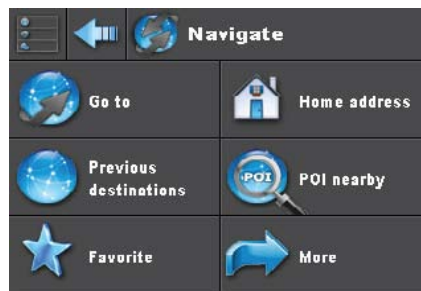 Navigate
Go to
Home address
Previous
destinations
POI
POI nearby
Favorite
More